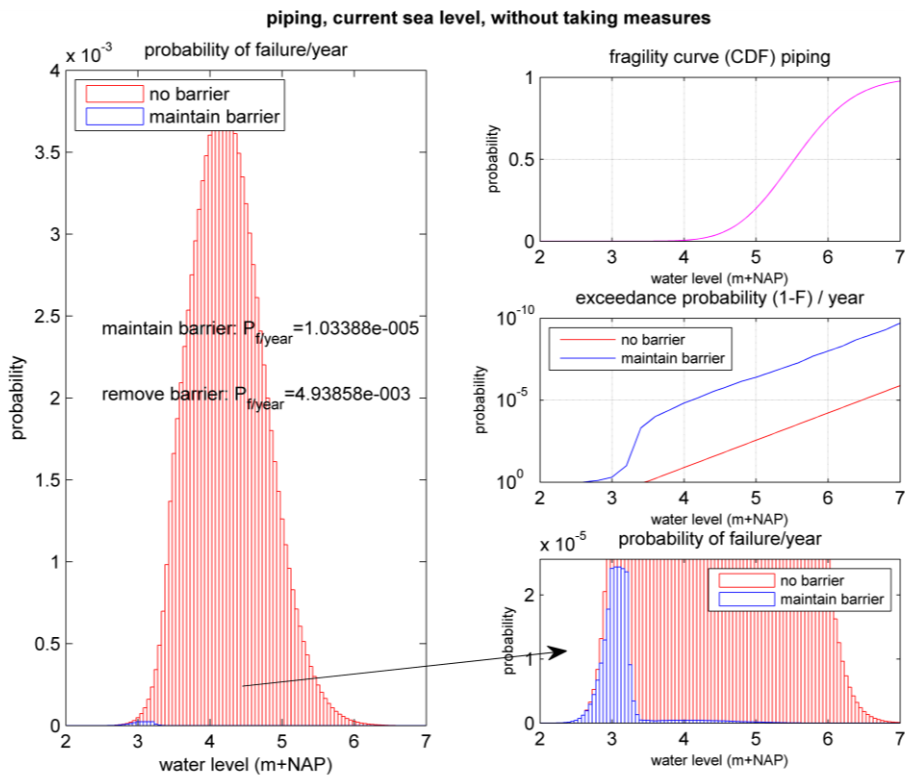 piping, current sea level, without taking measures
x 10^-3
probability of failure/year
no barrier
maintain barrier
4
3.5
3
2.5
2
1.5
1
0.5
0
probability
maintain barrier: P_f/year=1.03388e-005
remove barrier: P_f/year=4.93858e-003
2 3 4 5 6 7
water level (m+NAP)
fragility curve (CDF) piping
1
0.5
0
probability
2 3 4 5 6 7
water level (m+NAP)
exceedance probability (1-F) / year
10^-10
10^-5
10^0
probability
no barrier
maintain barrier
2 3 4 5 6 7
water level (m+NAP)
x 10^-5
probability of failure/year
2
1
0
probability
no barrier
maintain barrier
2 3 4 5 6 7
water level (m+NAP)